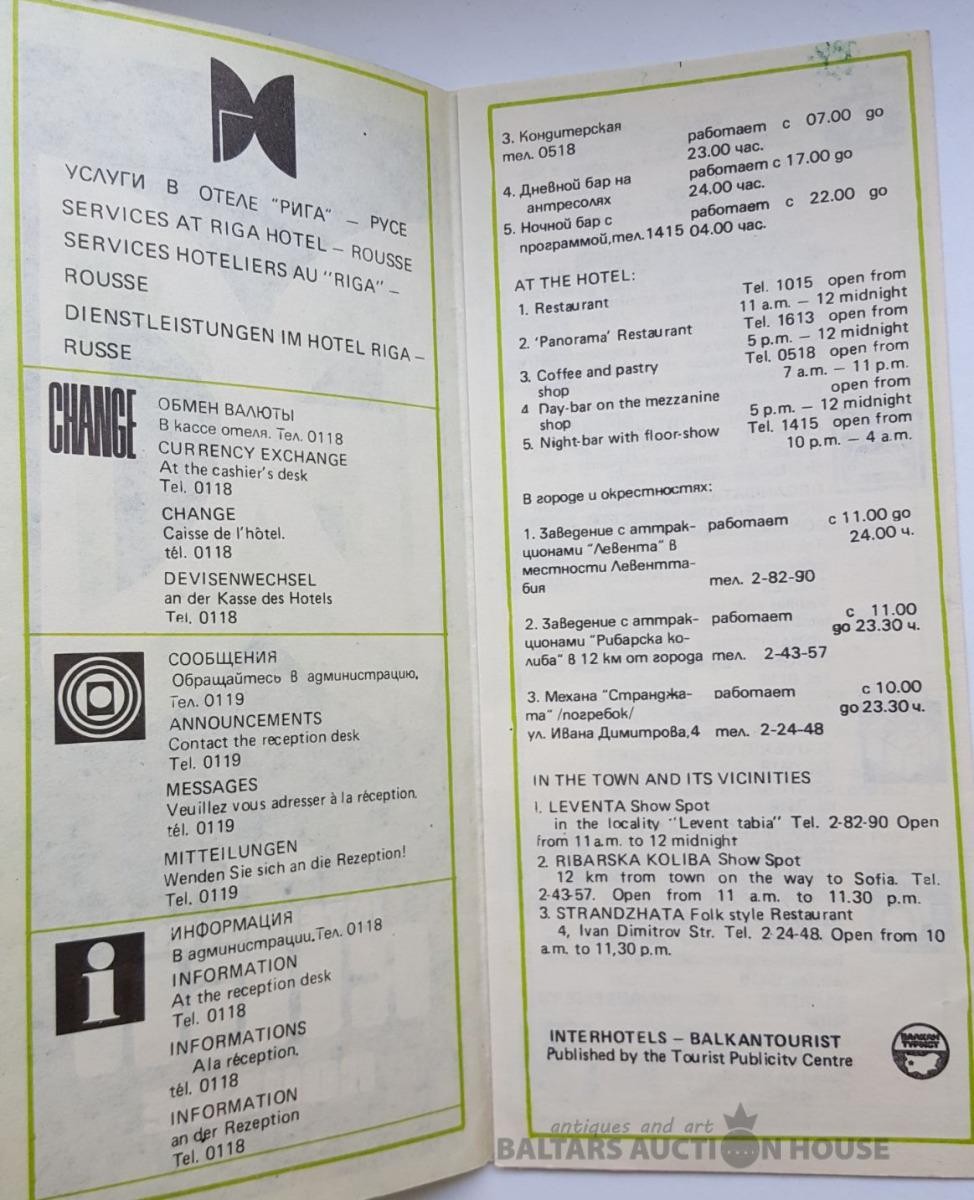 УСЛУГИ В ОТЕЛЕ "РИГА" – РУСЕ
SERVICES AT RIGA HOTEL – ROUSSE
SERVICES HOTELIERS AU "RIGA" –
ROUSSE
DIENSTLEISTUNGEN IM HOTEL RIGA –
RUSSE
CHANGE
ОБМЕН ВАЛЮТЫ
В кассе отеля. Тел. 0118
CURRENCY EXCHANGE
At the cashier's desk
Tel. 0118
CHANGE
Caisse de l'hôtel.
tél. 0118
DEVISENWECHSEL
an der Kasse des Hotels
Tel. 0118
СООБЩЕНИЯ
Обращайтесь в администрацию,
Тел. 0119
ANNOUNCEMENTS
Contact the reception desk
Tel. 0119
MESSAGES
Veuillez vous adresser à la réception.
tél. 0119
MITTEILUNGEN
Wenden Sie sich an die Rezeption!
Tel. 0119
i
ИНФОРМАЦИЯ
В администрации. Тел. 0118
INFORMATION
At the reception desk
Tel. 0118
INFORMATIONS
A la réception.
tél. 0118
INFORMATION
an der Rezeption
Tel. 0118
3. Кондитерская работает с 07.00 до
тел. 0518 23.00 час.
4. Дневной бар на работает с 17.00 до
антресолях 24.00 час.
5. Ночной бар с работает с 22.00 до
программой, тел. 1415 04.00 час.
AT THE HOTEL:
1. Restaurant Tel. 1015 open from
11 a.m. – 12 midnight
2. 'Panorama' Restaurant Tel. 1613 open from
5 p.m. – 12 midnight
3. Coffee and pastry Tel. 0518 open from
shop 7 a.m. – 11 p.m.
4 Day-bar on the mezzanine open from
shop 5 p.m. – 12 midnight
5. Night-bar with floor-show Tel. 1415 open from
10 p.m. – 4 a.m.
В городе и окрестностях:
1. Заведение с аттрак- работает с 11.00 до
ционами "Левента" в 24.00 ч.
местности Левентта-
бия тел. 2-82-90
2. Заведение с аттрак- работает с 11.00
ционами "Рибарска ко- до 23.30 ч.
либа" в 12 км от города тел. 2-43-57
3. Механа "Странджа- работает с 10.00
та" /погребок/ до 23.30 ч.
ул. Ивана Димитрова,4 тел. 2-24-48
IN THE TOWN AND ITS VICINITIES
1. LEVENTA Show Spot
in the locality "Levent tabia" Tel. 2-82-90 Open
from 11 a.m. to 12 midnight
2. RIBARSKA KOLIBA Show Spot
12 km from town on the way to Sofia. Tel.
2-43-57. Open from 11 a.m. to 11.30 p.m.
3. STRANDZHATA Folk style Restaurant
4, Ivan Dimitrov Str. Tel. 2-24-48. Open from 10
a.m. to 11,30 p.m.
INTERHOTELS – BALKANTOURIST
Published by the Tourist Publicity Centre
БАЛКАН
ТУРИСТ
antiques and art
BALTARS AUCTION HOUSE